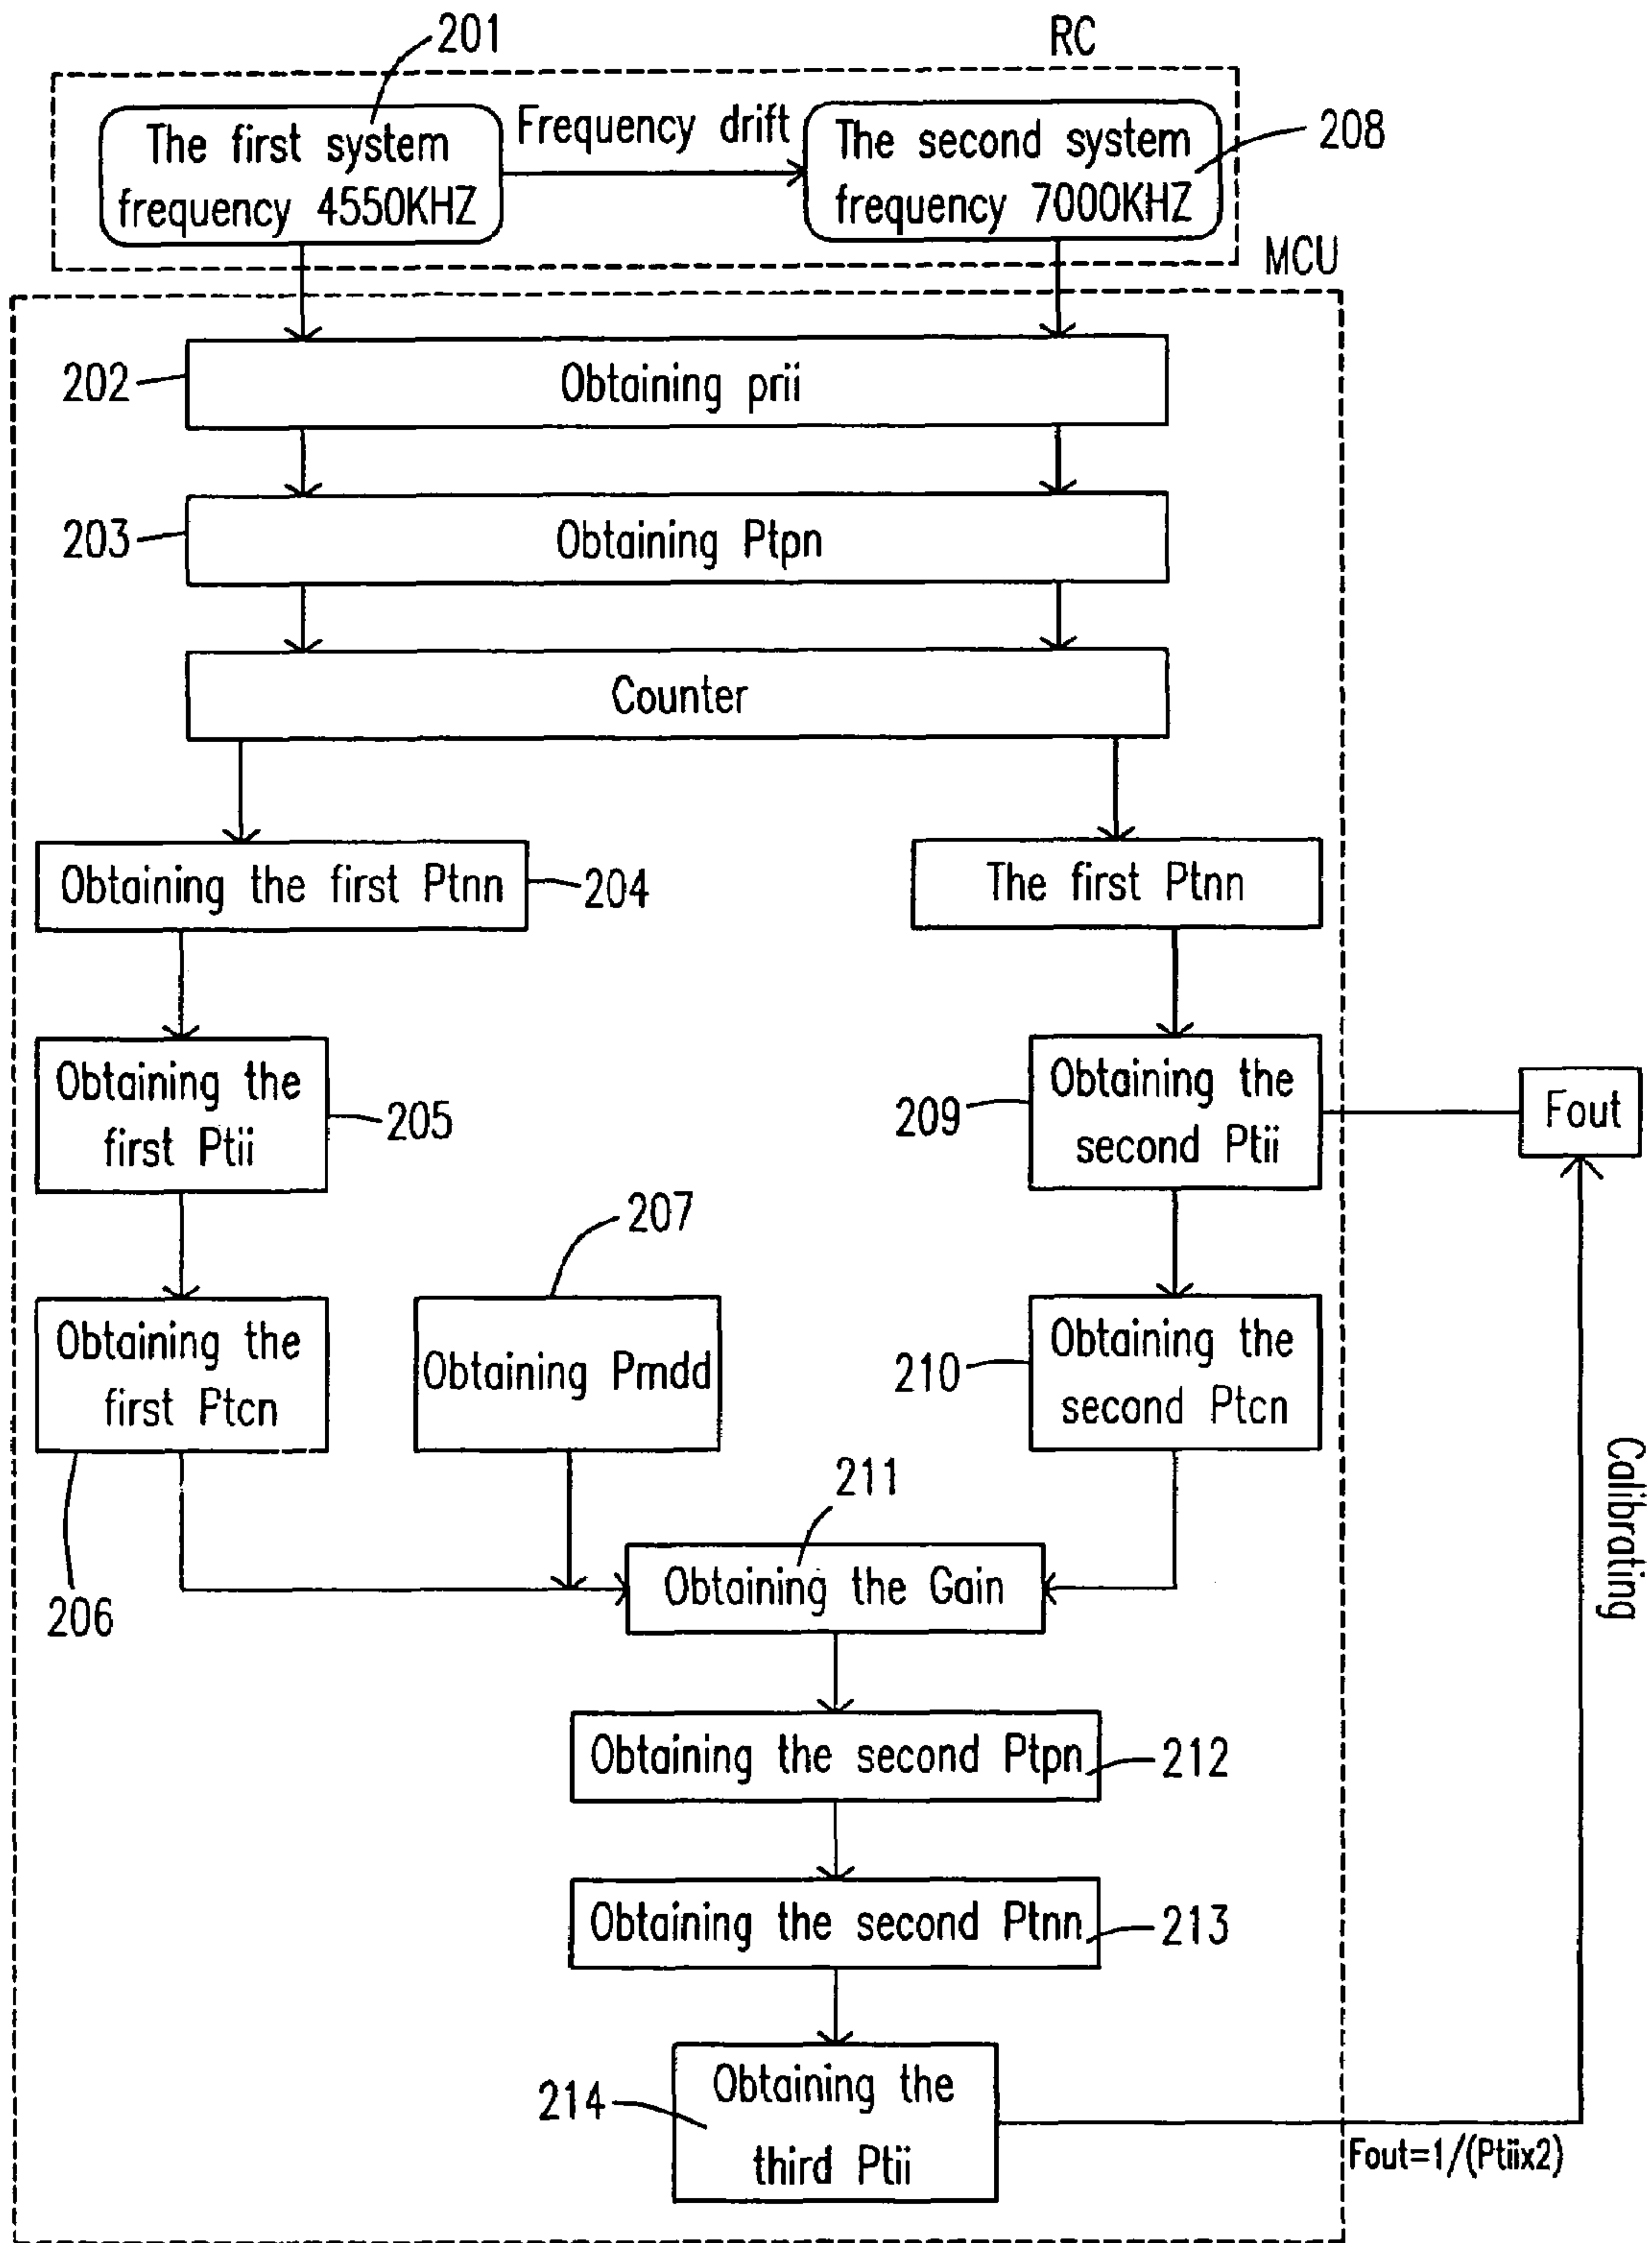 201
RC
The first system
frequency 4550KHZ
Frequency drift
The second system
frequency 7000KHZ
208
MCU
202
Obtaining prii
203
Obtaining Ptpn
Counter
Obtaining the first Ptnn
204
The first Ptnn
Obtaining the
first Ptii
205
209
Obtaining the
second Ptii
Fout
207
Obtaining the
first Ptcn
Obtaining Pmdd
210
Obtaining the
second Ptcn
Calibrating
211
206
Obtaining the Gain
Obtaining the second Ptpn
212
Obtaining the second Ptnn
213
214
Obtaining the
third Ptii
Fout=1/(Ptiix2)